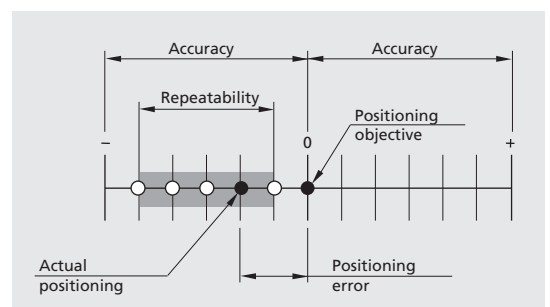 Accuracy
Accuracy
Repeatability
Positioning
objective
–
0
+
Actual
positioning
Positioning
error